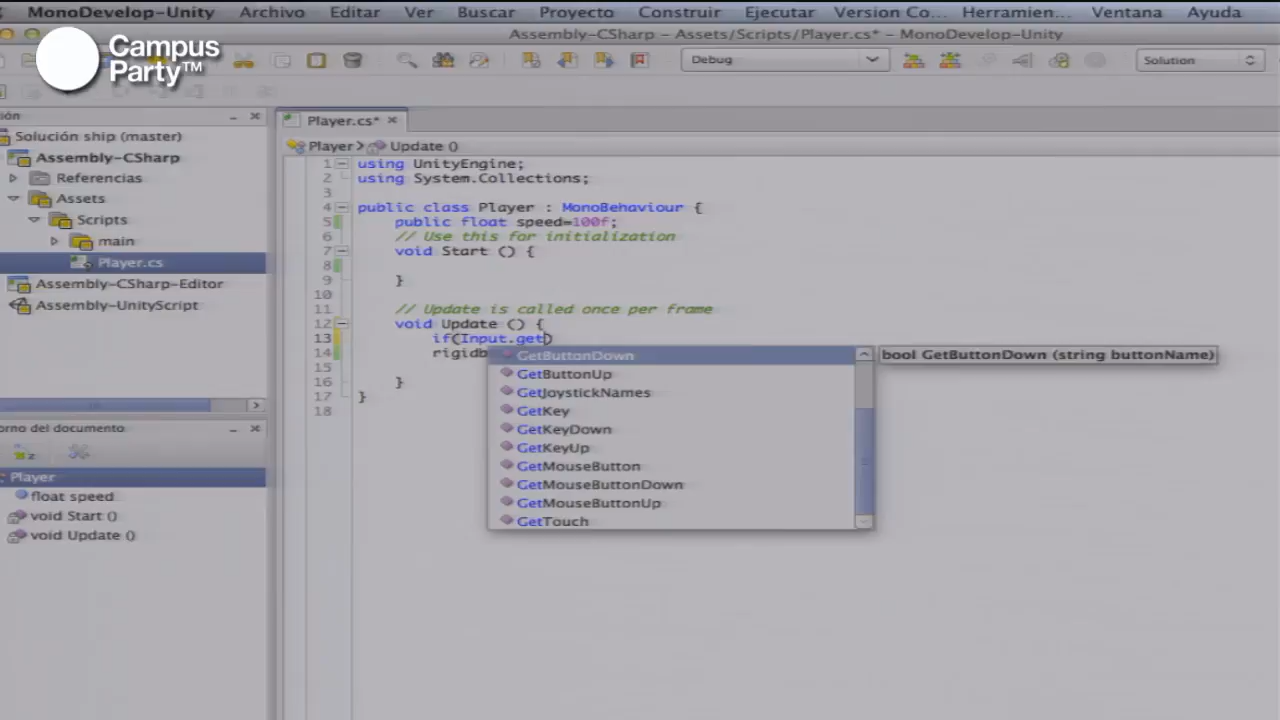 MonoDevelop-Unity Archivo Editar Ver Buscar Proyecto Construir Ejecutar Version Co... Herramien... Ventana Ayuda
Assembly-CSharp – Assets/Scripts/Player.cs* – MonoDevelop-Unity
Campus
Party™
Debug
Solution
ión
Player.cs*
Solución ship (master)
Assembly-CSharp
Referencias
Assets
Scripts
main
Player.cs
Assembly-CSharp-Editor
Assembly-UnityScript
Player > Update ()
1 using UnityEngine;
2 using System.Collections;
3
4 public class Player : MonoBehaviour {
5 public float speed=100f;
6 // Use this for initialization
7 void Start () {
8
9 }
10
11 // Update is called once per frame
12 void Update () {
13 if(Input.get)
14 rigidb
15
16 }
17 }
18
GetButtonDown
GetButtonUp
GetJoystickNames
GetKey
GetKeyDown
GetKeyUp
GetMouseButton
GetMouseButtonDown
GetMouseButtonUp
GetTouch
bool GetButtonDown (string buttonName)
orno del documento
Player
float speed
void Start ()
void Update ()